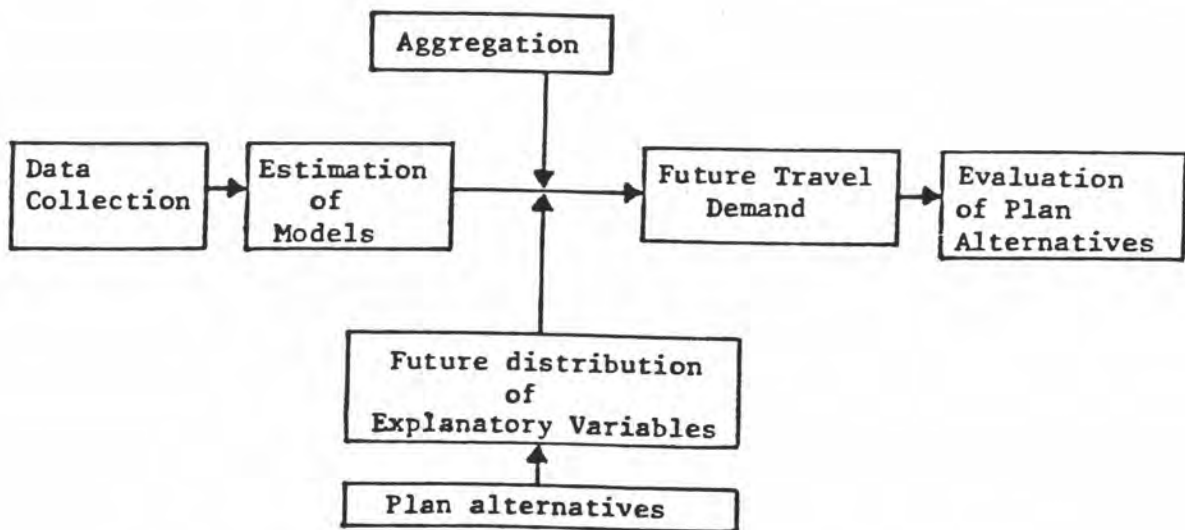 Aggregation
Data
Collection
Estimation
of
Models
Future Travel
Demand
Evaluation
of Plan
Alternatives
Future distribution
of
Explanatory Variables
Plan alternatives